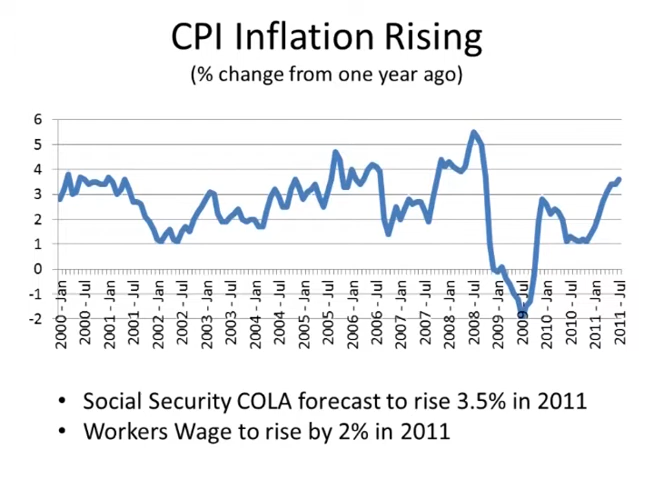 CPI Inflation Rising
(% change from one year ago)
6
5
4
3
2
1
0
-1
-2
2000 - Jan
2000 - Jul
2001 - Jan
2001 - Jul
2002 - Jan
2002 - Jul
2003 - Jan
2003 - Jul
2004 - Jan
2004 - Jul
2005 - Jan
2005 - Jul
2006 - Jan
2006 - Jul
2007 - Jan
2007 - Jul
2008 - Jan
2008 - Jul
2009 - Jan
2009 - Jul
2010 - Jan
2010 - Jul
2011 - Jan
2011 - Jul
• Social Security COLA forecast to rise 3.5% in 2011
• Workers Wage to rise by 2% in 2011